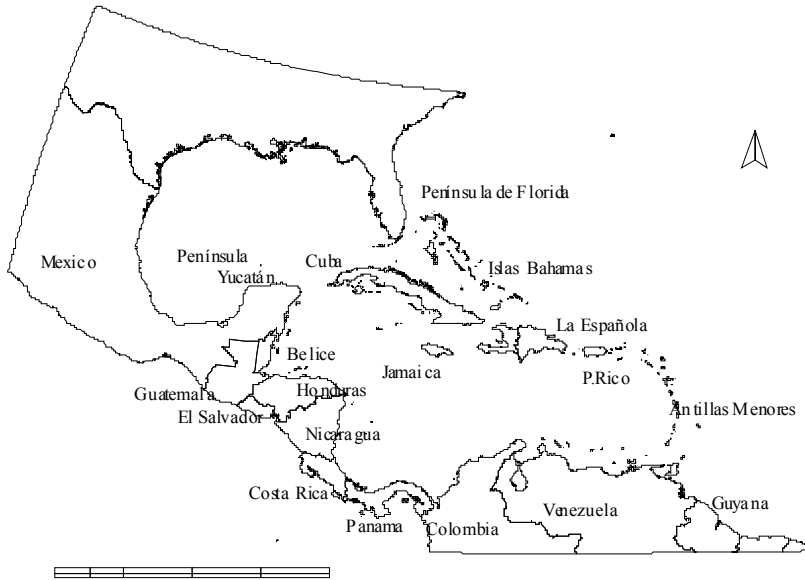 Península de Florida
Mexico
Península
Yucatán
Cuba
Islas Bahamas
La Española
Belice
Jamaica
P.Rico
Guatemala
Honduras
El Salvador
Antillas Menores
Nicaragua
Costa Rica
Panama
Colombia
Venezuela
Guyana